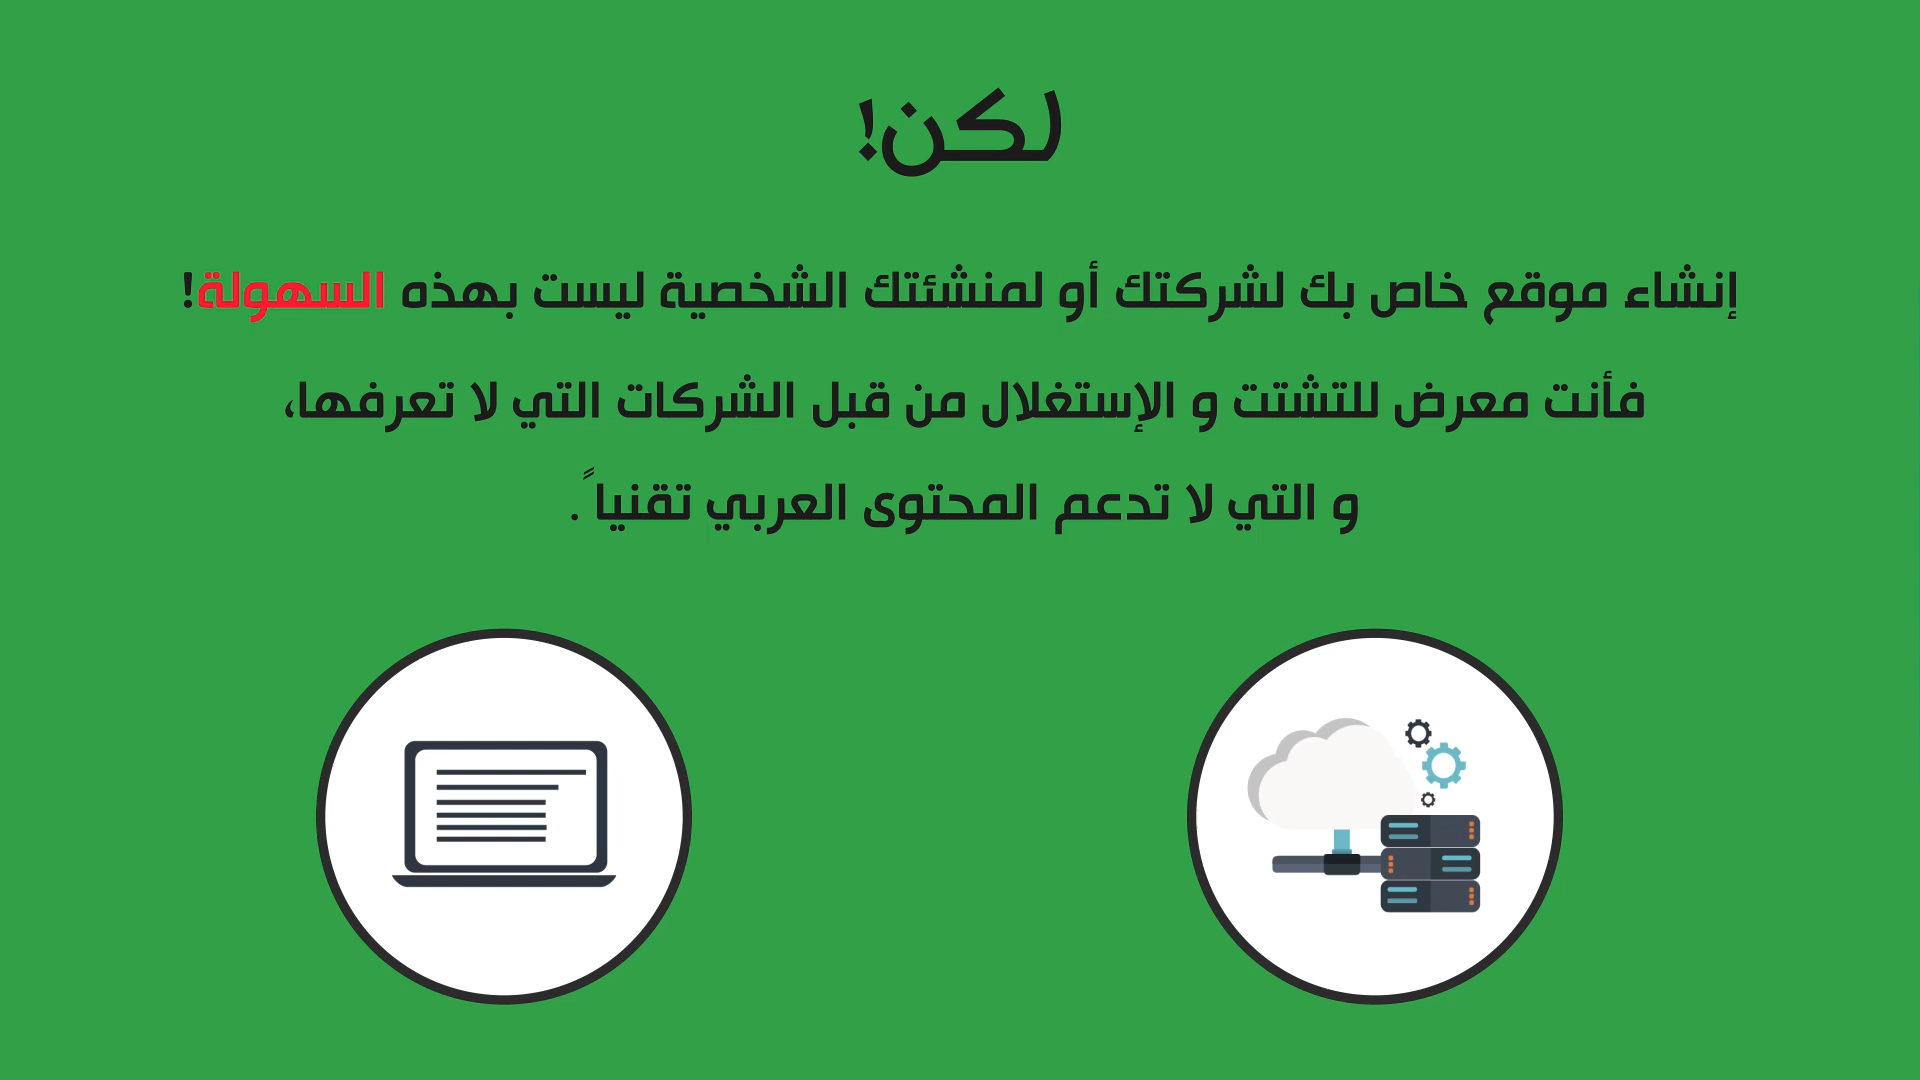 لكن!
إنشاء موقع خاص بك لشركتك أو لمنشئتك الشخصية ليست بهذه السهولة!
فأنت معرض للتشتت و الإستغلال من قبل الشركات التي لا تعرفها،
و التي لا تدعم المحتوى العربي تقنياً .